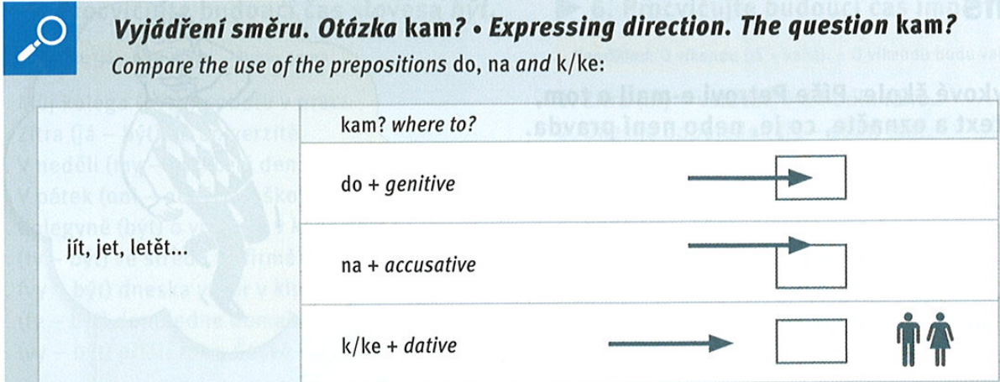 Vyjádření směru. Otázka kam? • Expressing direction. The question kam?
Compare the use of the prepositions do, na and k/ke:
kam? where to?
do + genitive
jít, jet, letět...
na + accusative
k/ke + dative